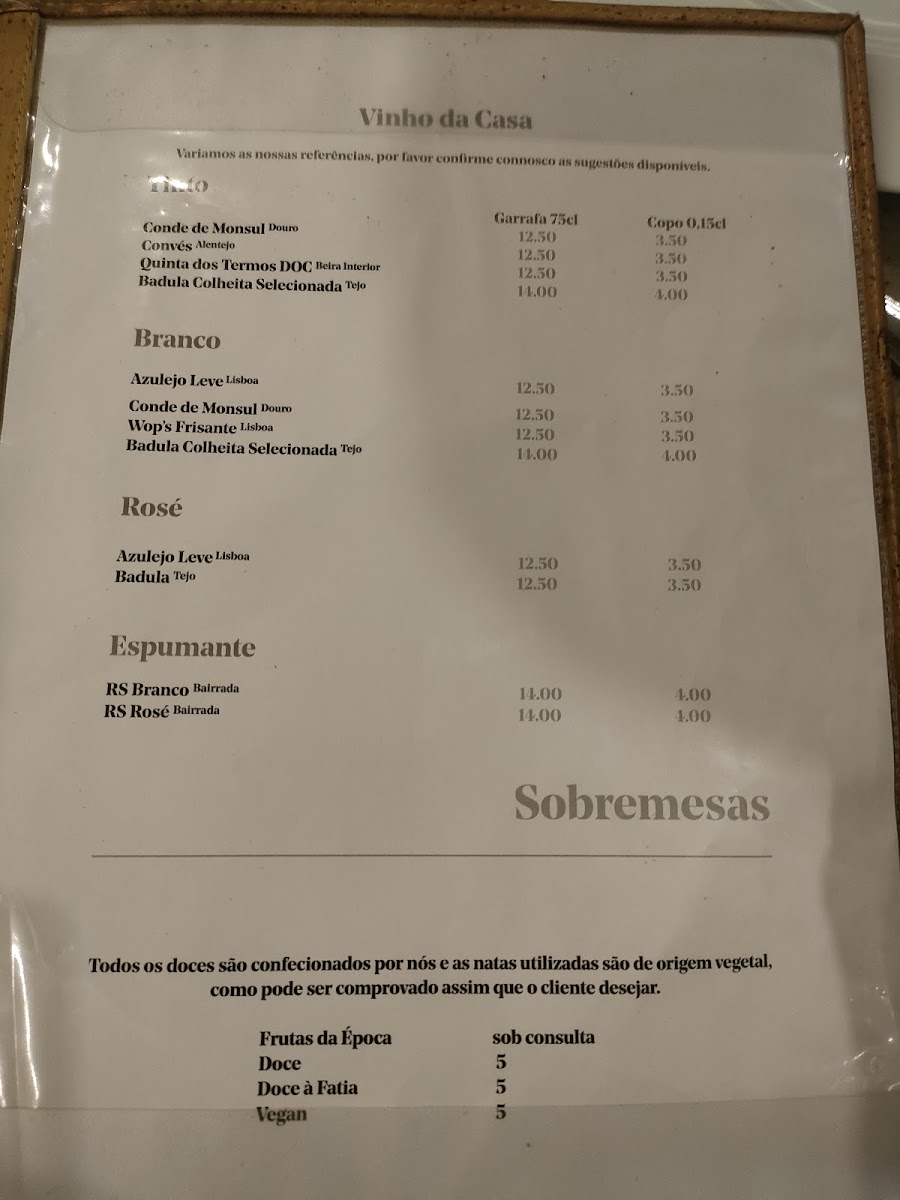 Vinho da Casa
Variamos as nossas referências, por favor confirme connosco as sugestões disponíveis.
Tinto
Garrafa 75cl Copo 0,15cl
Conde de Monsul Douro 12.50 3.50
Convés Alentejo 12.50 3.50
Quinta dos Termos DOC Beira Interior 12.50 3.50
Badula Colheita Selecionada Tejo 14.00 4.00
Branco
Azulejo Leve Lisboa 12.50 3.50
Conde de Monsul Douro 12.50 3.50
Wop's Frisante Lisboa 12.50 3.50
Badula Colheita Selecionada Tejo 14.00 4.00
Rosé
Azulejo Leve Lisboa 12.50 3.50
Badula Tejo 12.50 3.50
Espumante
RS Branco Bairrada 14.00 4.00
RS Rosé Bairrada 14.00 4.00
Sobremesas
Todos os doces são confecionados por nós e as natas utilizadas são de origem vegetal,
como pode ser comprovado assim que o cliente desejar.
Frutas da Época sob consulta
Doce 5
Doce à Fatia 5
Vegan 5